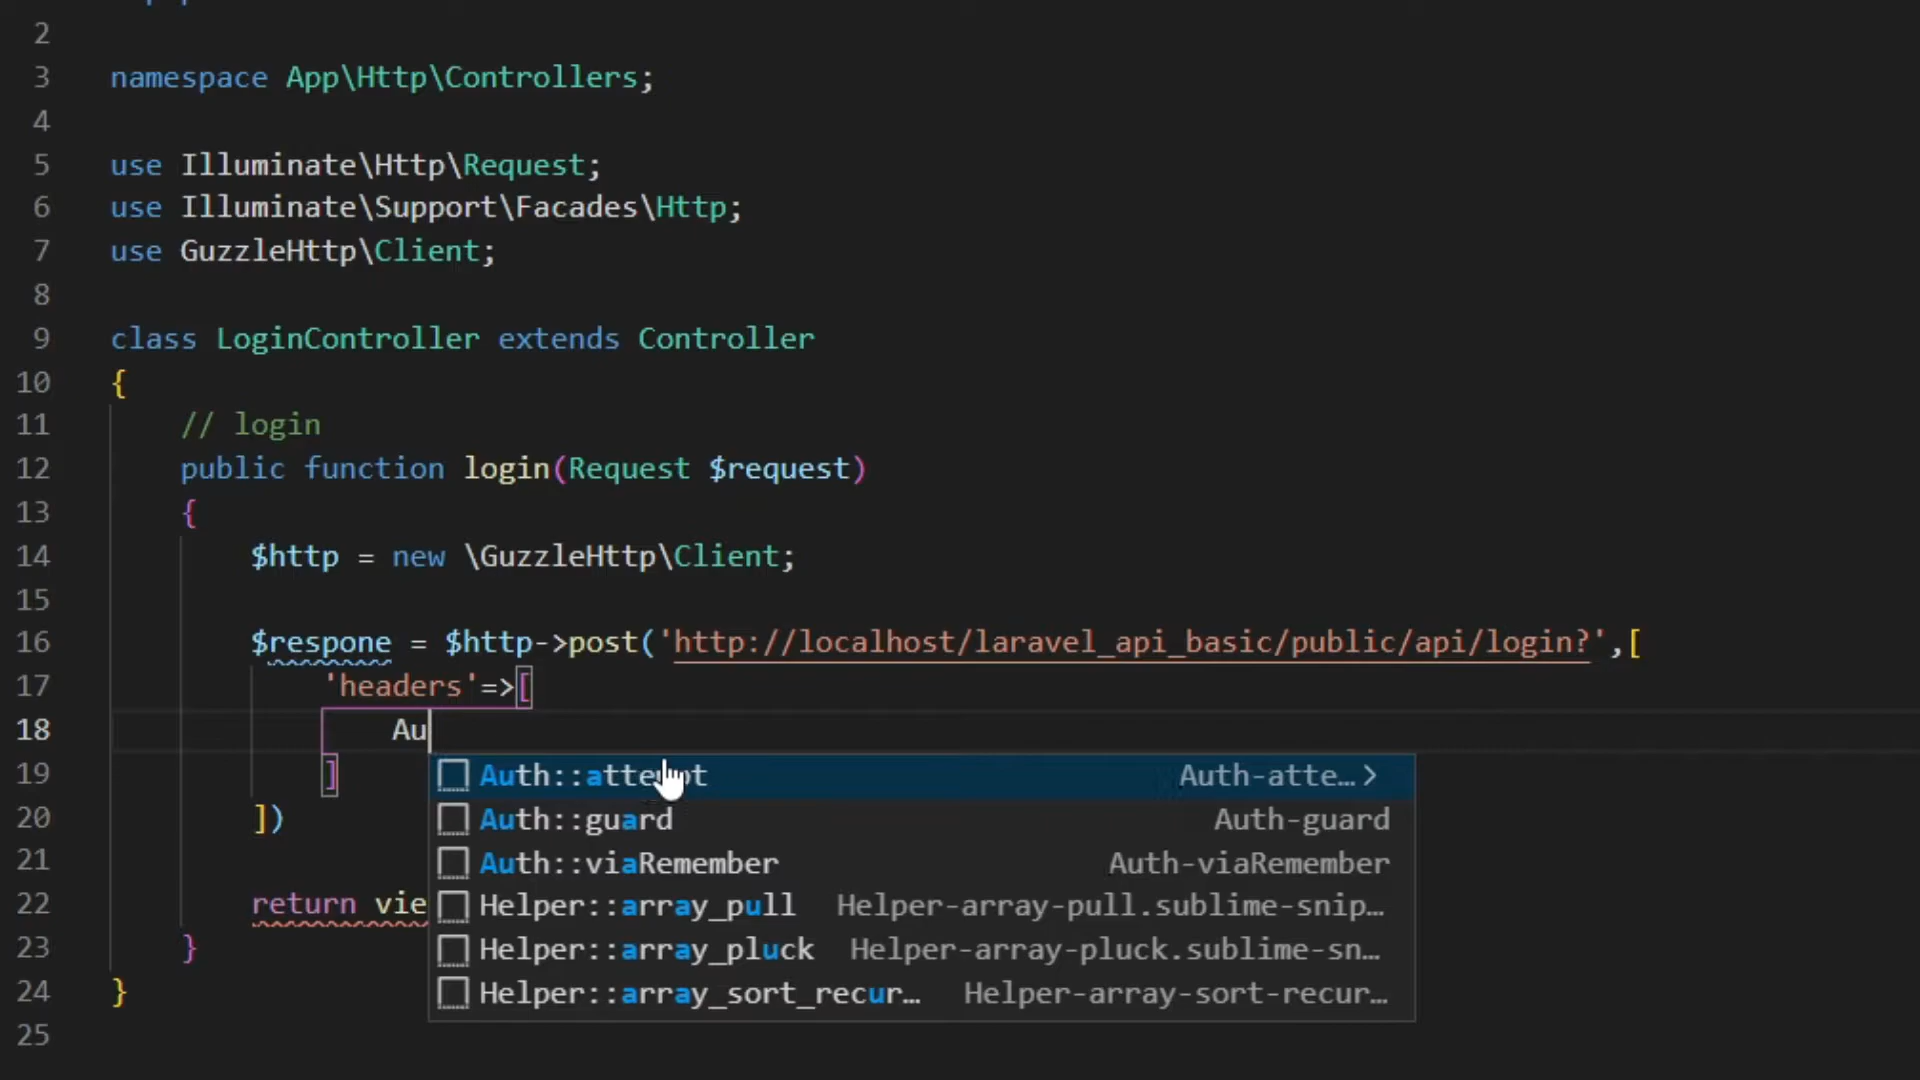 2
3 namespace App\Http\Controllers;
4
5 use Illuminate\Http\Request;
6 use Illuminate\Support\Facades\Http;
7 use GuzzleHttp\Client;
8
9 class LoginController extends Controller
10 {
11 // login
12 public function login(Request $request)
13 {
14 $http = new \GuzzleHttp\Client;
15
16 $respone = $http->post('http://localhost/laravel_api_basic/public/api/login?',[
17 'headers'=>[
18 Au
19 ]
Auth::attempt Auth-atte…
20 ])
Auth::guard Auth-guard
21
Auth::viaRemember Auth-viaRemember
22 return vie
Helper::array_pull Helper-array-pull.sublime-snip…
23 }
Helper::array_pluck Helper-array-pluck.sublime-sn…
24 }
Helper::array_sort_recur… Helper-array-sort-recur…
25